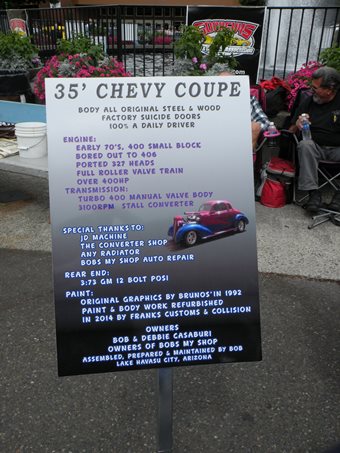 35' CHEVY COUPE
BODY ALL ORIGINAL STEEL & WOOD
FACTORY SUICIDE DOORS
100% A DAILY DRIVER
ENGINE:
EARLY 70'S, 400 SMALL BLOCK
BORED OUT TO 406
PORTED 327 HEADS
FULL ROLLER VALVE TRAIN
OVER 400HP
TRANSMISSION:
TURBO 400 MANUAL VALVE BODY
3100RPM STALL CONVERTER
SPECIAL THANKS TO:
JD MACHINE
THE CONVERTER SHOP
ANY RADIATOR
BOBS MY SHOP AUTO REPAIR
REAR END:
3:73 GM 12 BOLT POSI
PAINT:
ORIGINAL GRAPHICS BY BRUNOS' IN 1992
PAINT & BODY WORK REFURBISHED
IN 2014 BY FRANKS CUSTOMS & COLLISION
OWNERS
BOB & DEBBIE CASABURI
OWNERS OF BOBS MY SHOP
ASSEMBLED, PREPARED & MAINTAINED BY BOB
LAKE HAVASU CITY, ARIZONA